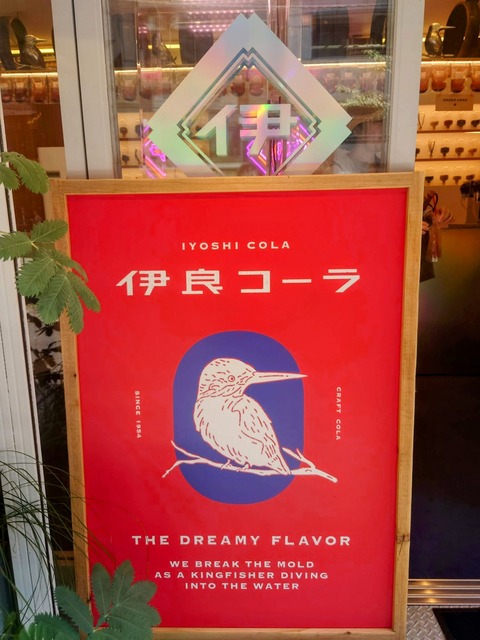 伊
IYOSHI COLA
伊良コーラ
SINCE 1954
CRAFT COLA
THE DREAMY FLAVOR
WE BREAK THE MOLD
AS A KINGFISHER DIVING
INTO THE WATER